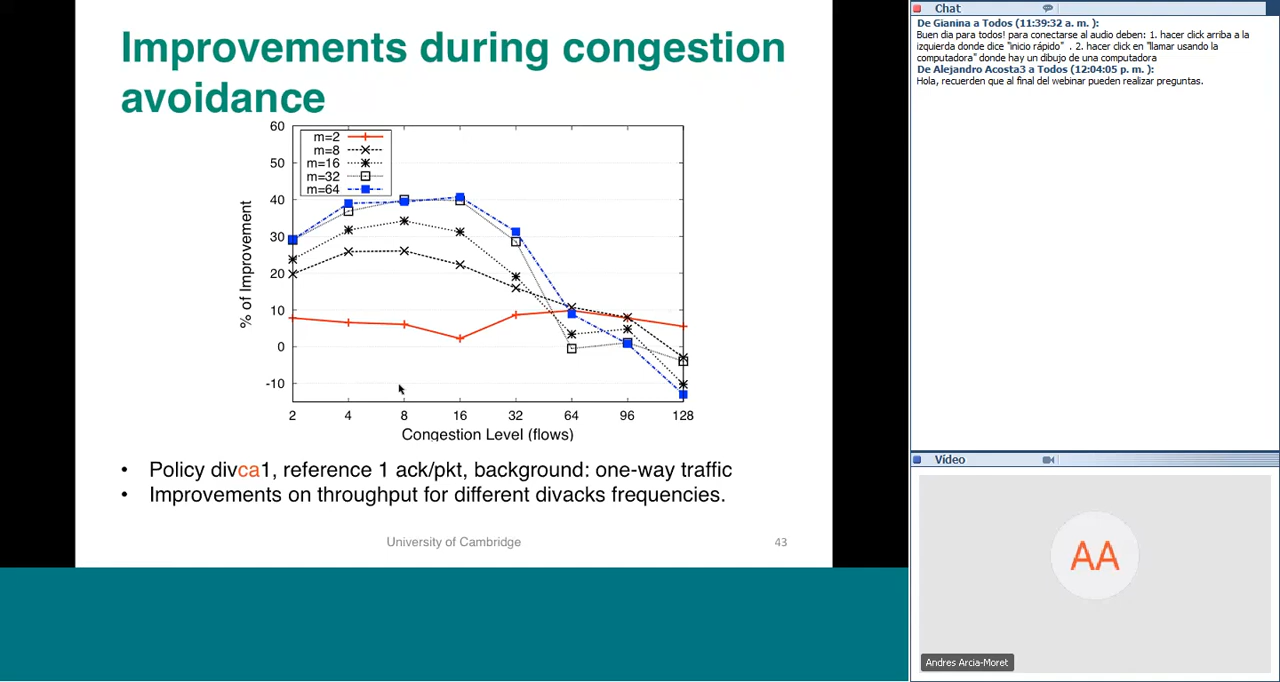 Improvements during congestion
avoidance
60
50
40
30
20
10
0
-10
% of Improvement
m=2
m=8
m=16
m=32
m=64
2 4 8 16 32 64 96 128
Congestion Level (flows)
• Policy divca1, reference 1 ack/pkt, background: one-way traffic
• Improvements on throughput for different divacks frequencies.
University of Cambridge 43
Chat
De Gianina a Todos (11:39:32 a. m. ):
Buen dia para todos! para conectarse al audio deben: 1. hacer click arriba a la
izquierda donde dice "inicio rápido" . 2. hacer click en "llamar usando la
computadora" donde hay un dibujo de una computadora
De Alejandro Acosta3 a Todos (12:04:05 p. m. ):
Hola, recuerden que al final del webinar pueden realizar preguntas.
Vídeo
AA
Andres Arcia-Moret